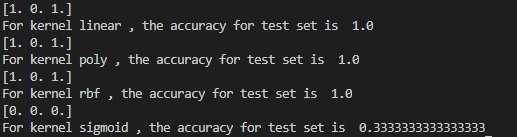 [1. 0. 1.]
For kernel linear , the accuracy for test set is  1.0
[1. 0. 1.]
For kernel poly , the accuracy for test set is  1.0
[1. 0. 1.]
For kernel rbf , the accuracy for test set is  1.0
[0. 0. 0.]
For kernel sigmoid , the accuracy for test set is  0.3333333333333333